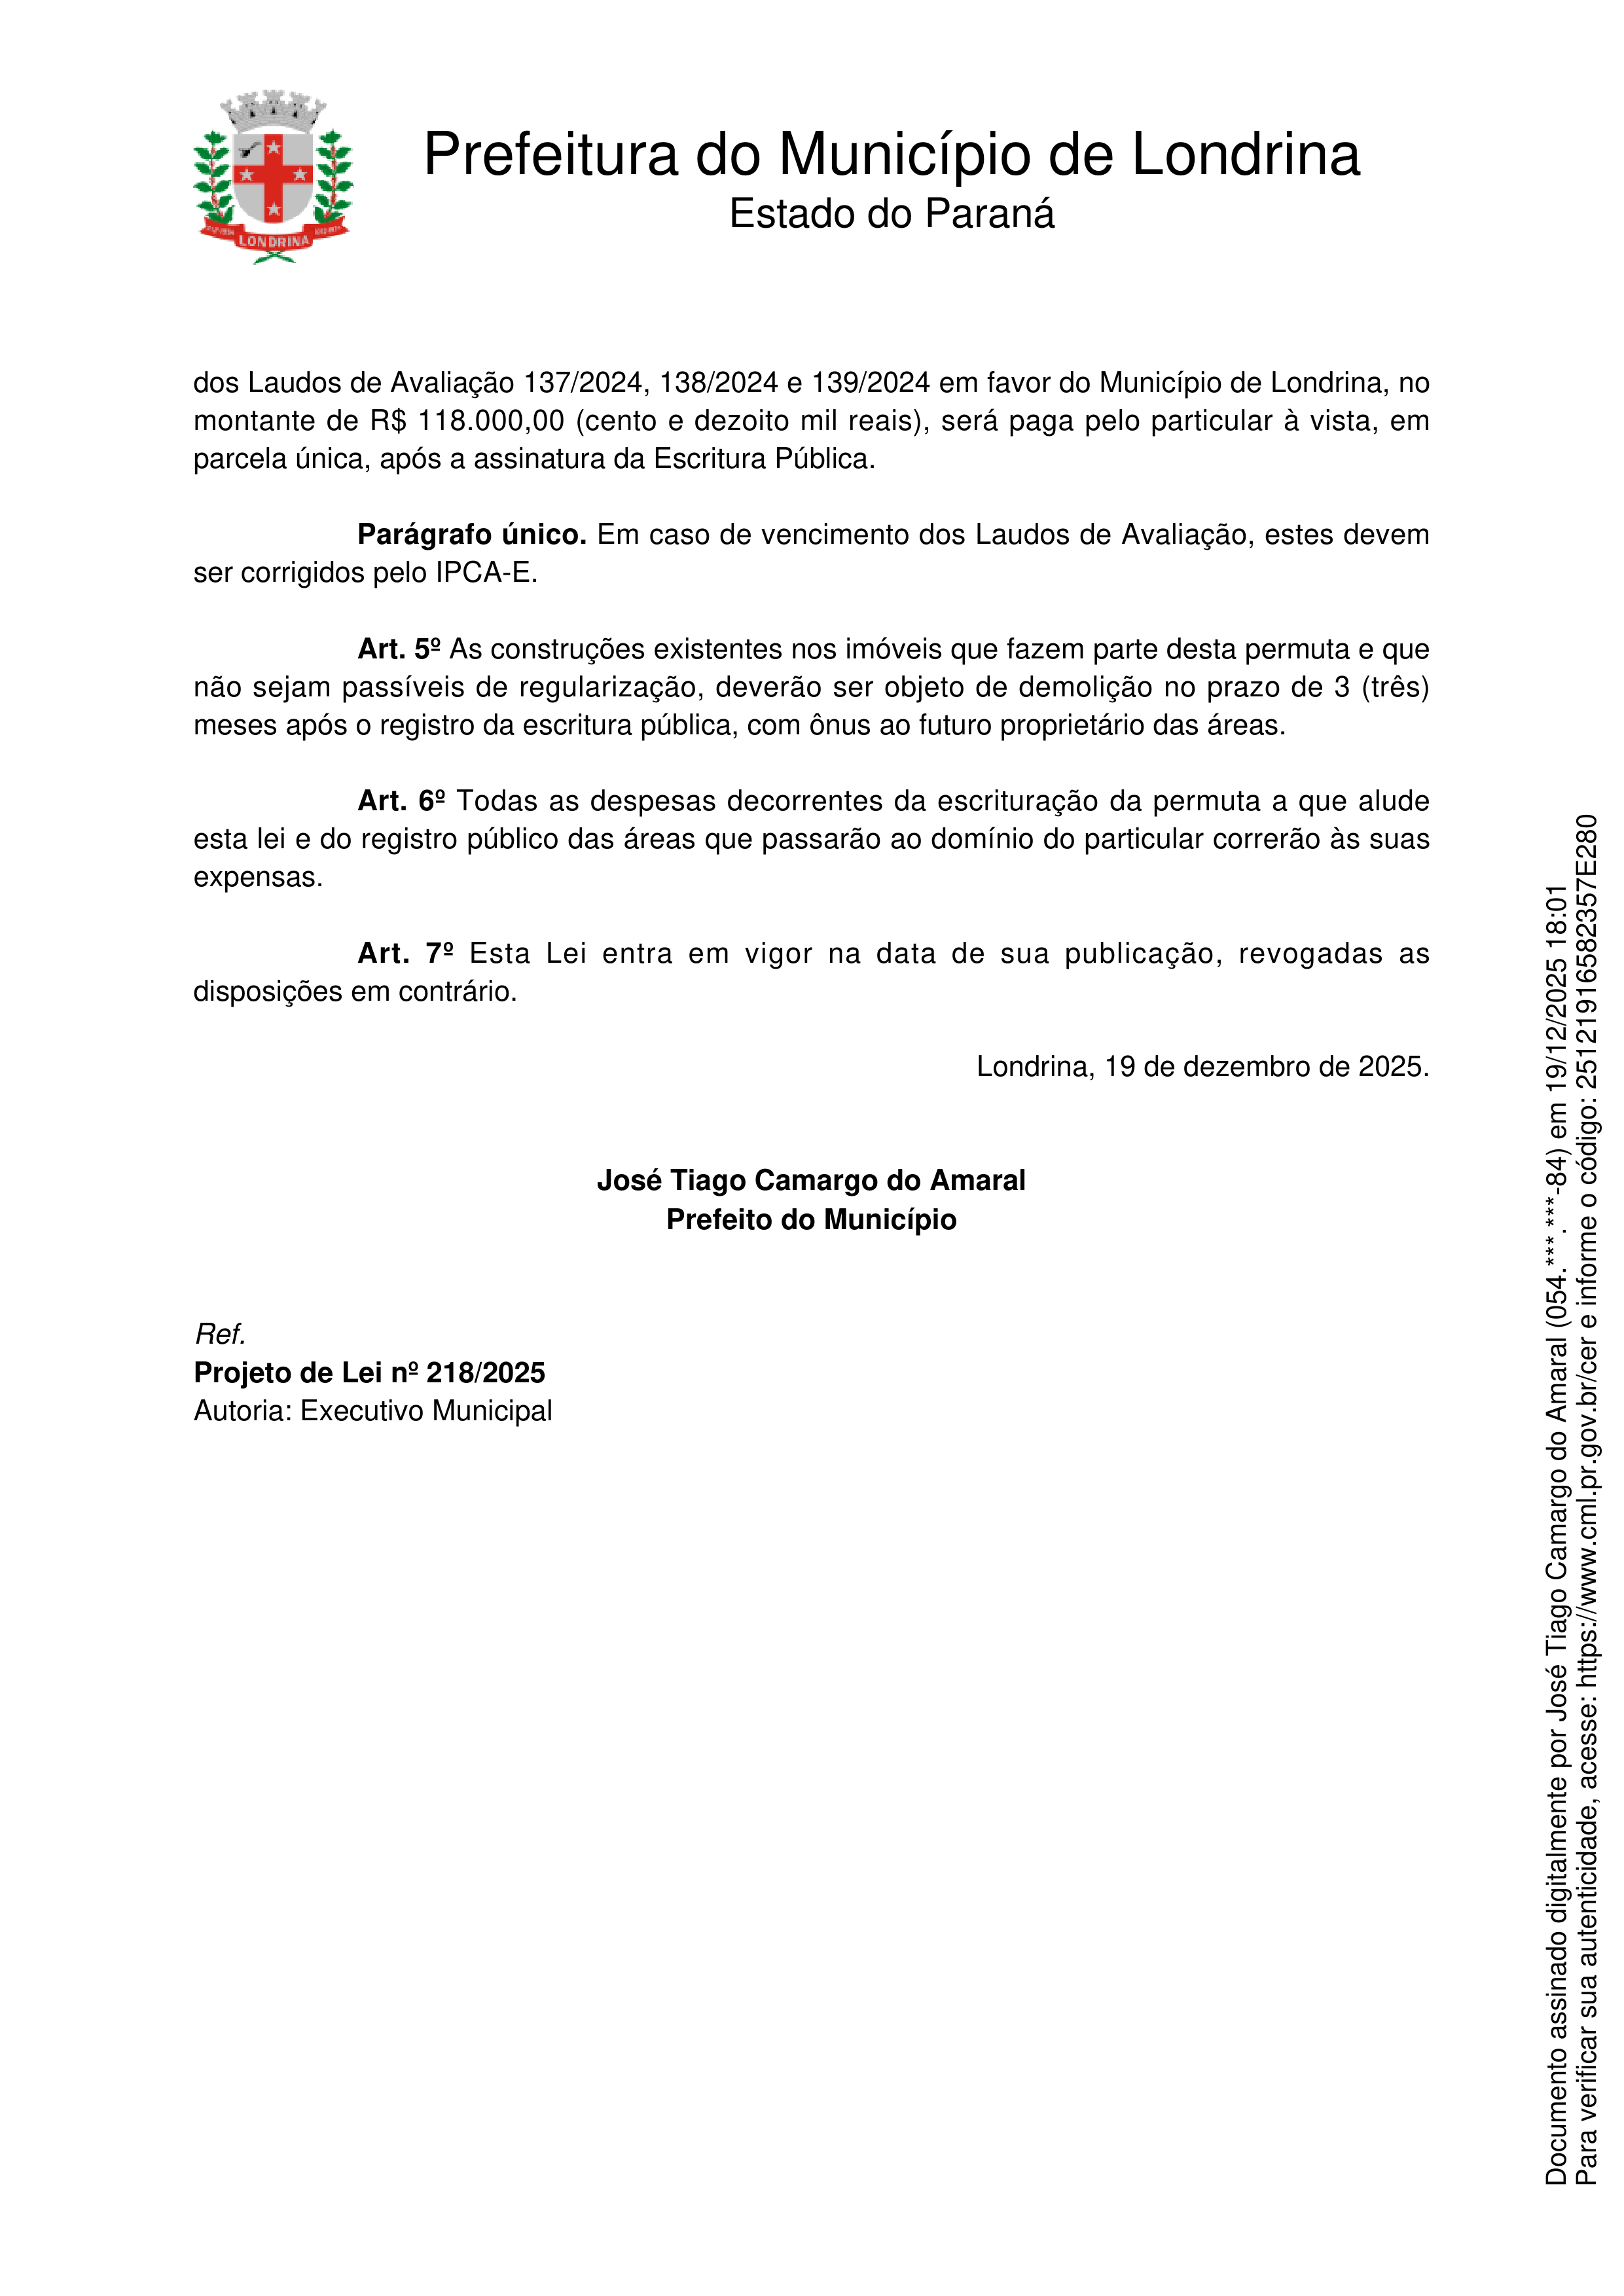 Prefeitura do Município de Londrina
Estado do Paraná
LONDRINA
dos Laudos de Avaliação 137/2024, 138/2024 e 139/2024 em favor do Município de Londrina, no
montante de R$ 118.000,00 (cento e dezoito mil reais), será paga pelo particular à vista, em
parcela única, após a assinatura da Escritura Pública.
Parágrafo único. Em caso de vencimento dos Laudos de Avaliação, estes devem
ser corrigidos pelo IPCA-E.
Art. 5º As construções existentes nos imóveis que fazem parte desta permuta e que
não sejam passíveis de regularização, deverão ser objeto de demolição no prazo de 3 (três)
meses após o registro da escritura pública, com ônus ao futuro proprietário das áreas.
Art. 6º Todas as despesas decorrentes da escrituração da permuta a que alude
esta lei e do registro público das áreas que passarão ao domínio do particular correrão às suas
expensas.
Art. 7º Esta Lei entra em vigor na data de sua publicação, revogadas as
disposições em contrário.
Londrina, 19 de dezembro de 2025.
José Tiago Camargo do Amaral
Prefeito do Município
Ref.
Projeto de Lei nº 218/2025
Autoria: Executivo Municipal
Documento assinado digitalmente por José Tiago Camargo do Amaral (054.***.***-84) em 19/12/2025 18:01
Para verificar sua autenticidade, acesse: https://www.cml.pr.gov.br/cer e informe o código: 25121916582357E280